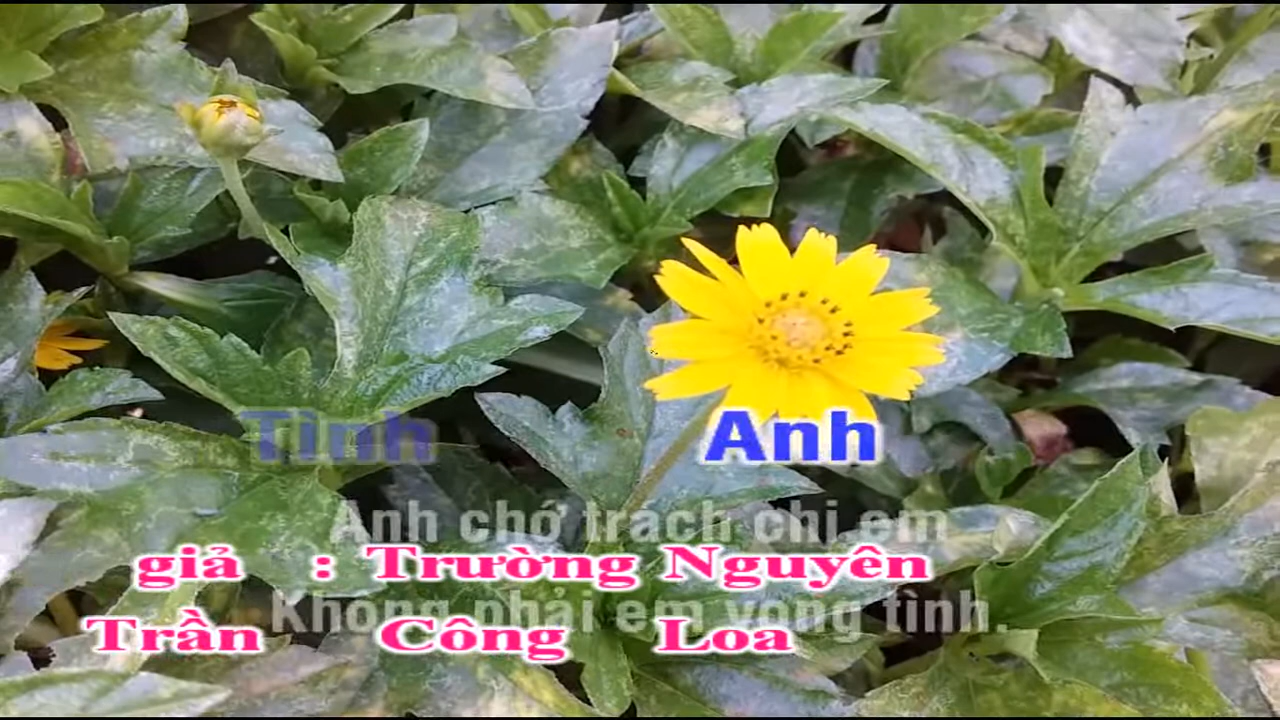 Tình Anh
Anh chớ trách chi em
giả : Trường Nguyên
Không phải em vong tình.
Trần Công Loa